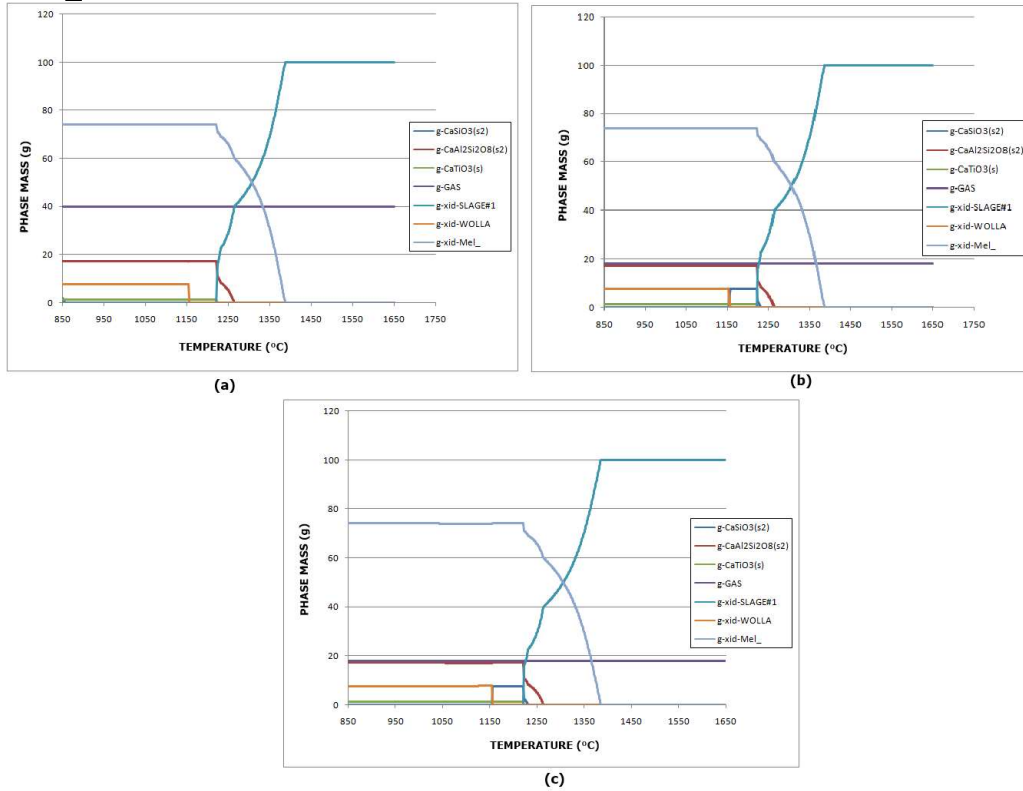 120
100
80
60
40
20
0
PHASE MASS (g)
850 950 1050 1150 1250 1350 1450 1550 1650 1750
TEMPERATURE (ºC)
g-CaSiO3(s2)
g-CaAl2Si2O8(s2)
g-CaTiO3(s)
g-GAS
g-xid-SLAGE#1
g-xid-WOLLA
g-xid-Mel_
(a)
120
100
80
60
40
20
0
PHASE MASS (g)
850 950 1050 1150 1250 1350 1450 1550 1650 1750
TEMPERATURE (ºC)
g-CaSiO3(s2)
g-CaAl2Si2O8(s2)
g-CaTiO3(s)
g-GAS
g-xid-SLAGE#1
g-xid-WOLLA
g-xid-Mel_
(b)
120
100
80
60
40
20
0
PHASE MASS (g)
850 950 1050 1150 1250 1350 1450 1550 1650
TEMPERATURE (ºC)
g-CaSiO3(s2)
g-CaAl2Si2O8(s2)
g-CaTiO3(s)
g-GAS
g-xid-SLAGE#1
g-xid-WOLLA
g-xid-Mel_
(c)